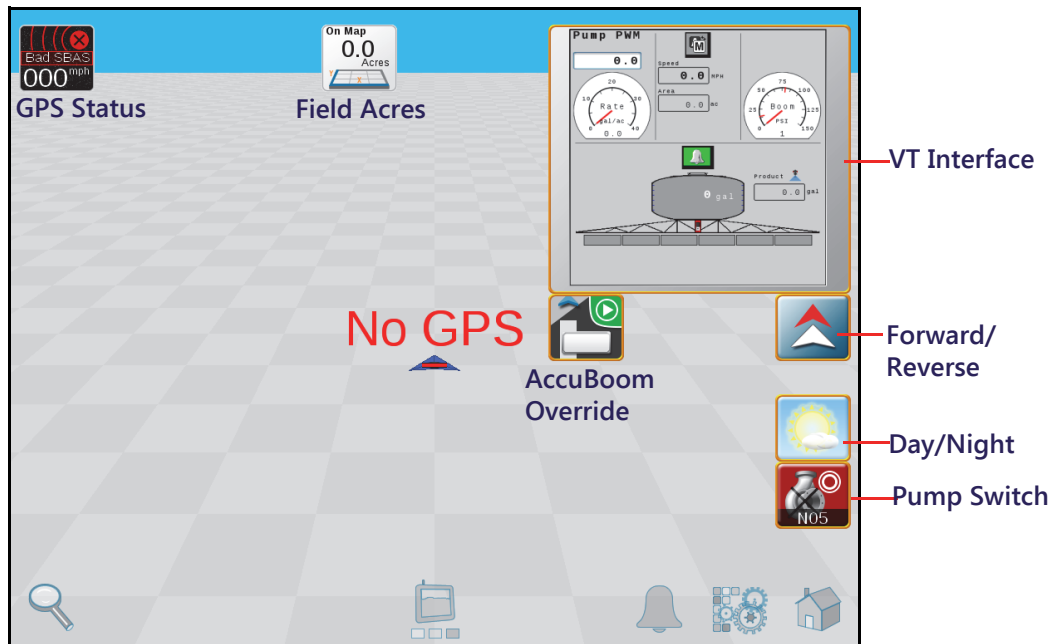 Bad SBAS
000 mph
GPS Status
On Map
0.0
Acres
Y
X
Field Acres
Pump PWM
0.0
M
Speed
0.0 MPH
Area
0.0 ac
0 10 20 30 40
Rate
gal/ac
0.0
0 25 50 75 100 125 150
Boom
PSI
1
0 gal
Product
0.0 gal
VT Interface
No GPS
AccuBoom
Override
Forward/
Reverse
Day/Night
Pump Switch
N05